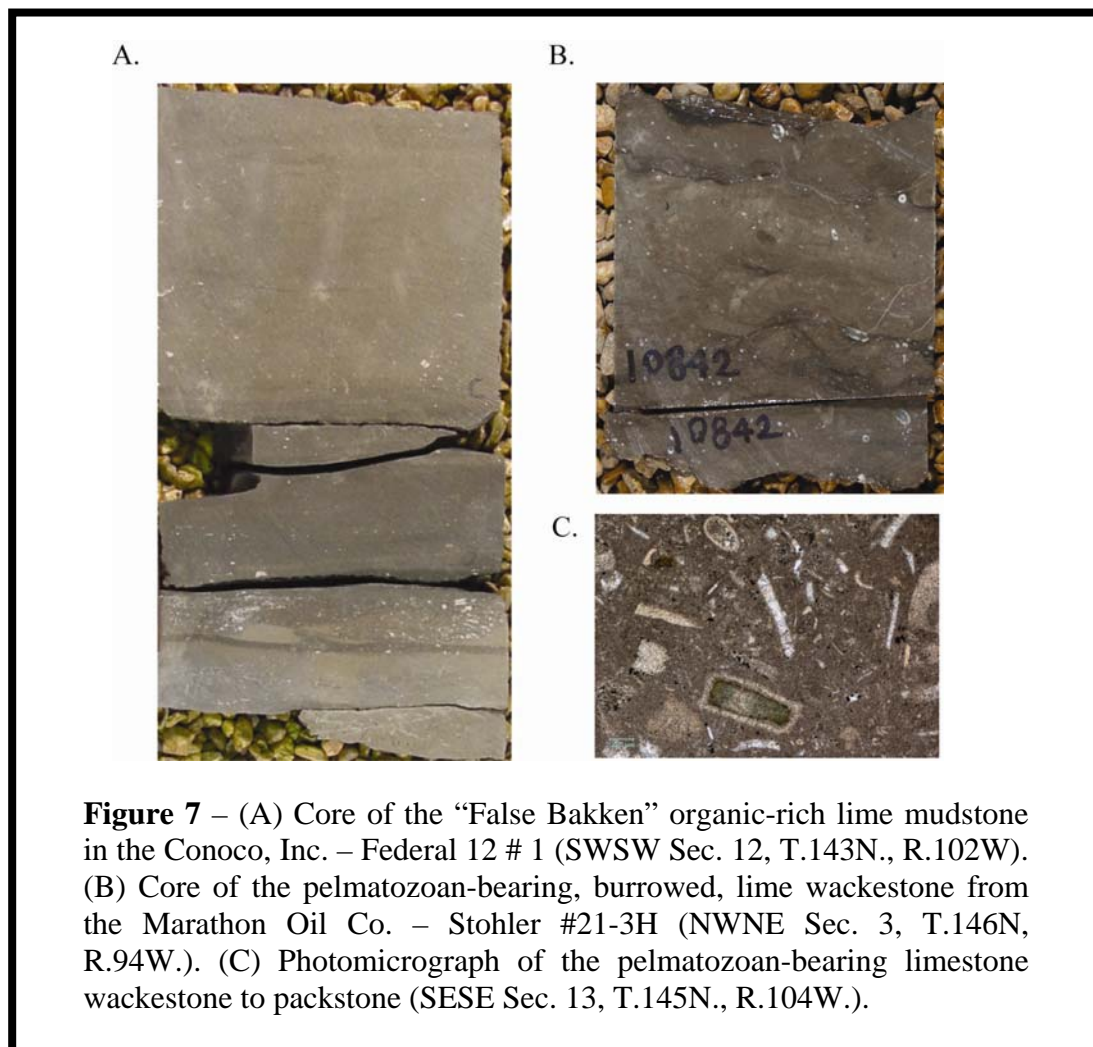 A.
B.
10842
10842
C.
Figure 7 – (A) Core of the “False Bakken” organic-rich lime mudstone
in the Conoco, Inc. – Federal 12 # 1 (SWSW Sec. 12, T.143N., R.102W).
(B) Core of the pelmatozoan-bearing, burrowed, lime wackestone from
the Marathon Oil Co. – Stohler #21-3H (NWNE Sec. 3, T.146N,
R.94W.). (C) Photomicrograph of the pelmatozoan-bearing limestone
wackestone to packstone (SESE Sec. 13, T.145N., R.104W.).